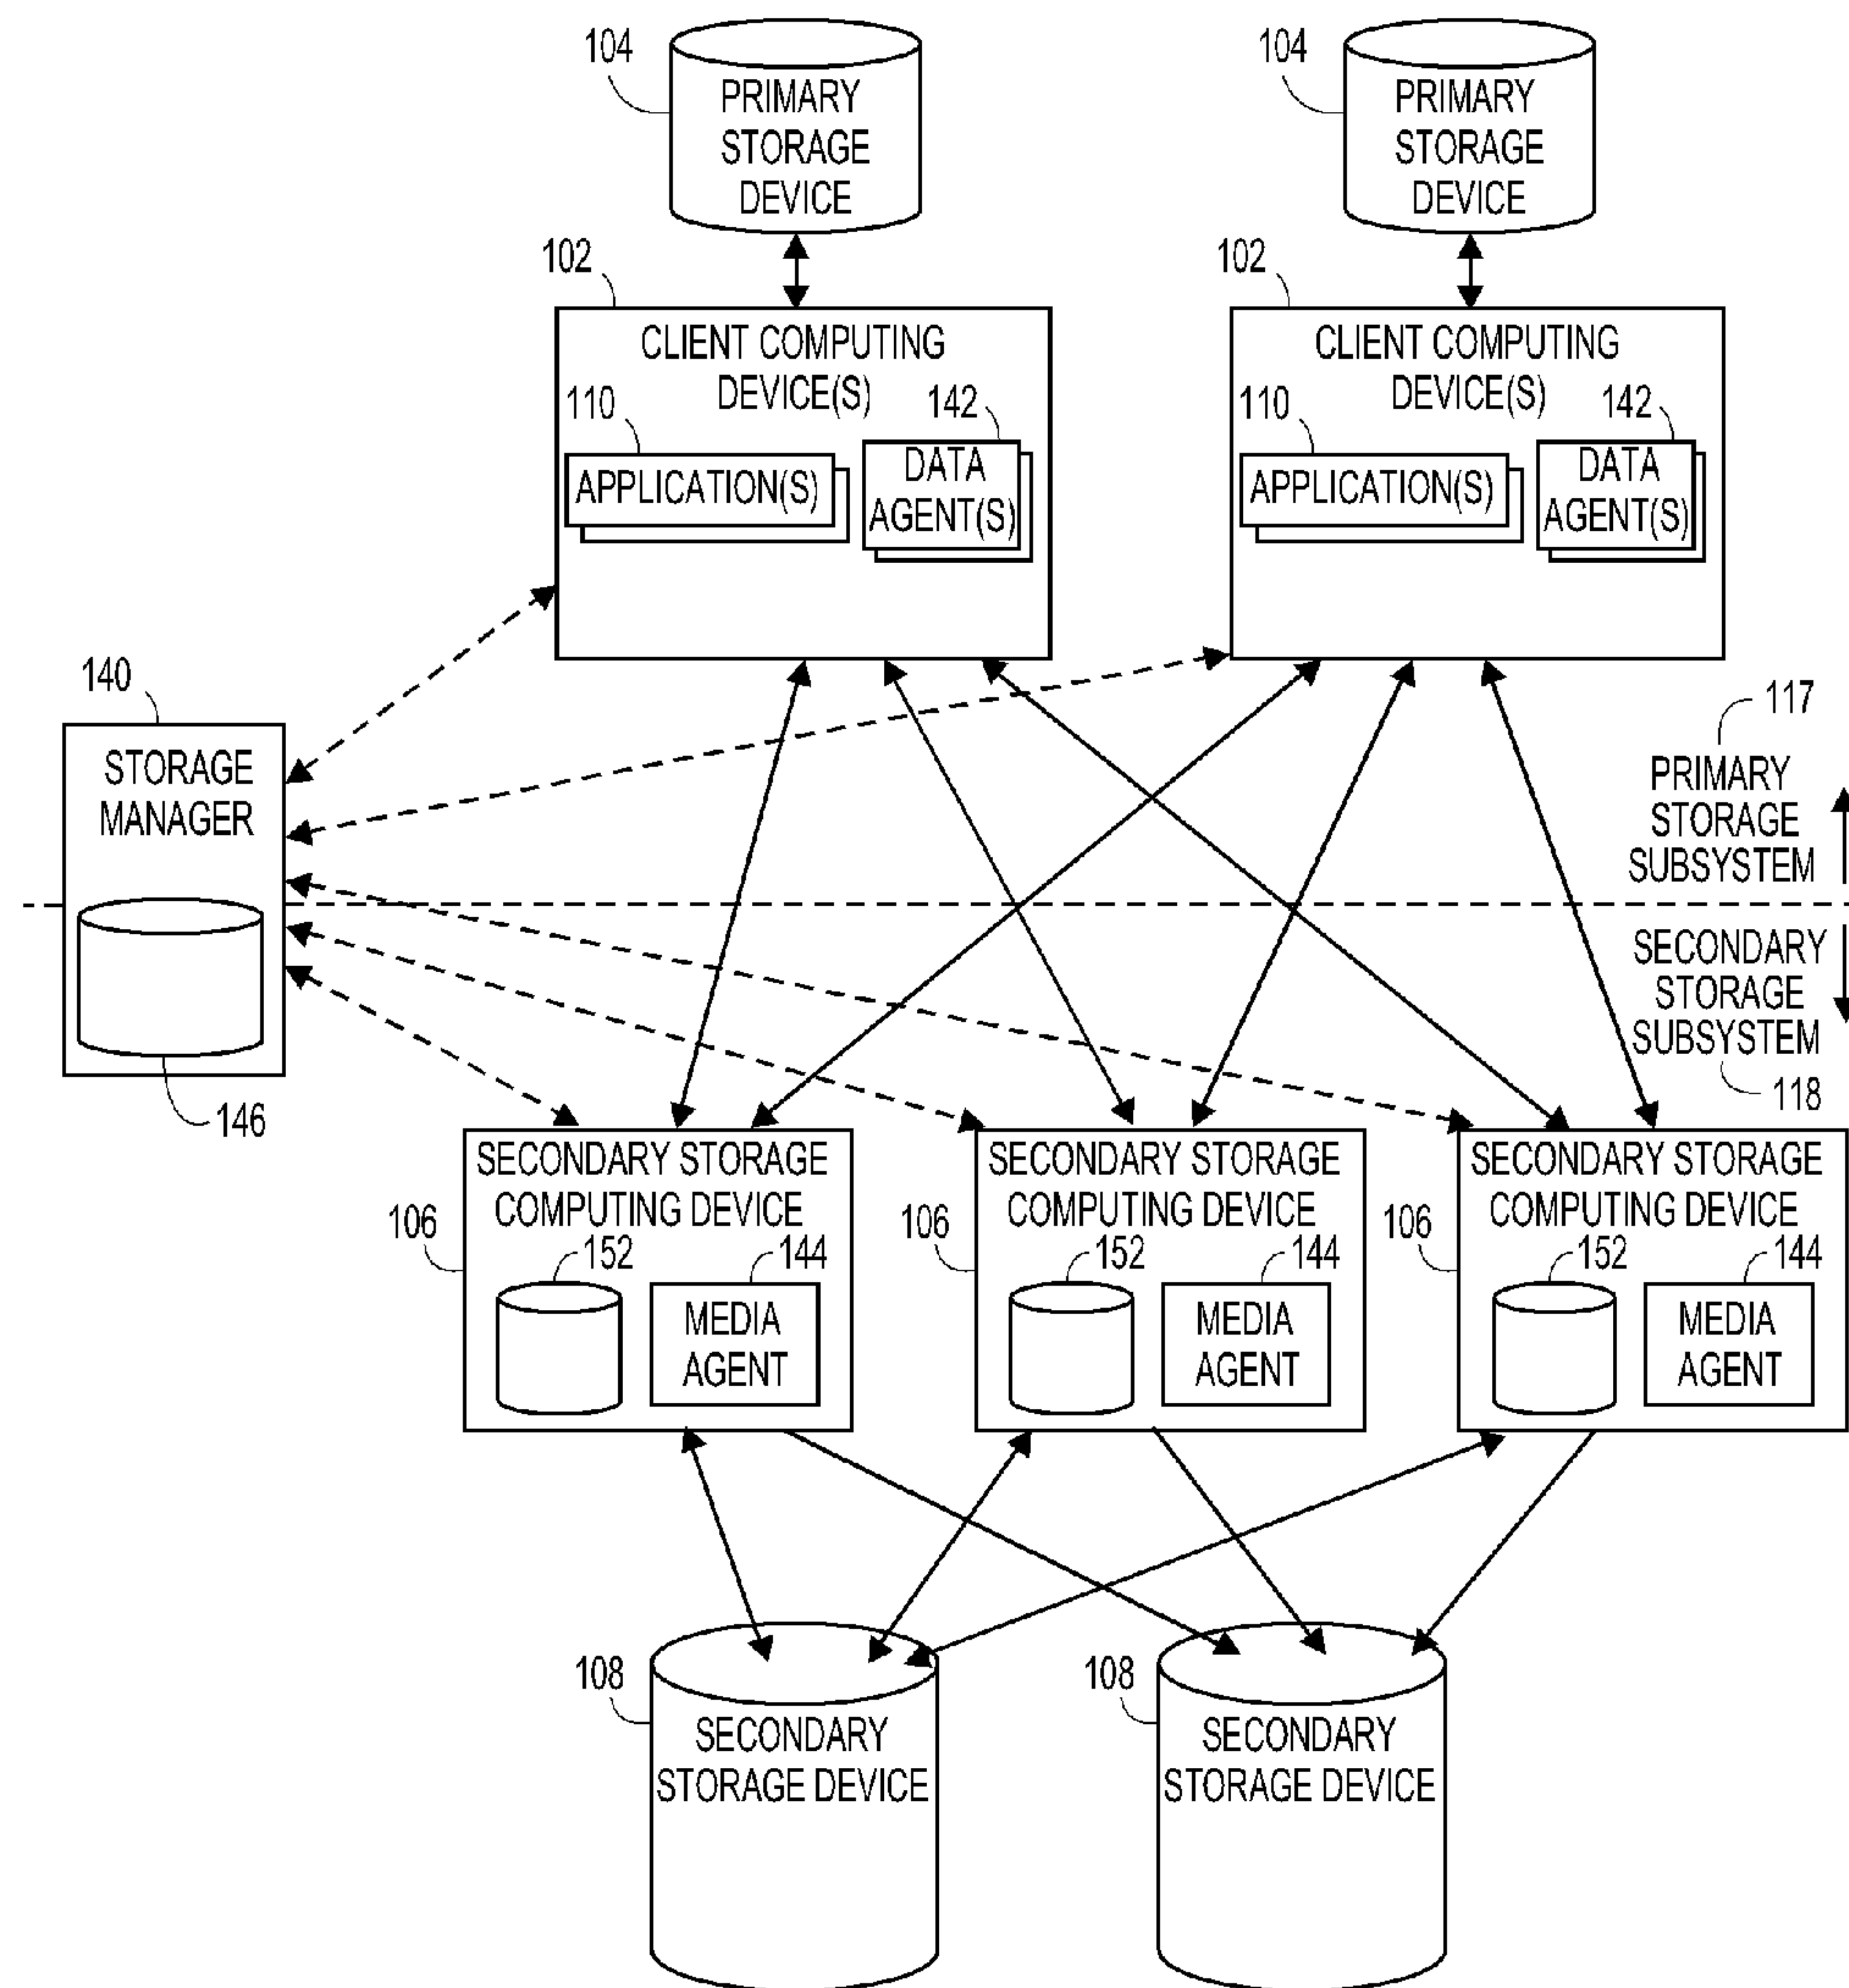 104
PRIMARY
STORAGE
DEVICE
104
PRIMARY
STORAGE
DEVICE
102
CLIENT COMPUTING
DEVICE(S)
110
142
APPLICATION(S)
DATA
AGENT(S)
102
CLIENT COMPUTING
DEVICE(S)
110
142
APPLICATION(S)
DATA
AGENT(S)
140
STORAGE
MANAGER
146
117
PRIMARY
STORAGE
SUBSYSTEM
SECONDARY
STORAGE
SUBSYSTEM
118
106
SECONDARY STORAGE
COMPUTING DEVICE
152
144
MEDIA
AGENT
106
SECONDARY STORAGE
COMPUTING DEVICE
152
144
MEDIA
AGENT
106
SECONDARY STORAGE
COMPUTING DEVICE
152
144
MEDIA
AGENT
108
SECONDARY
STORAGE DEVICE
108
SECONDARY
STORAGE DEVICE